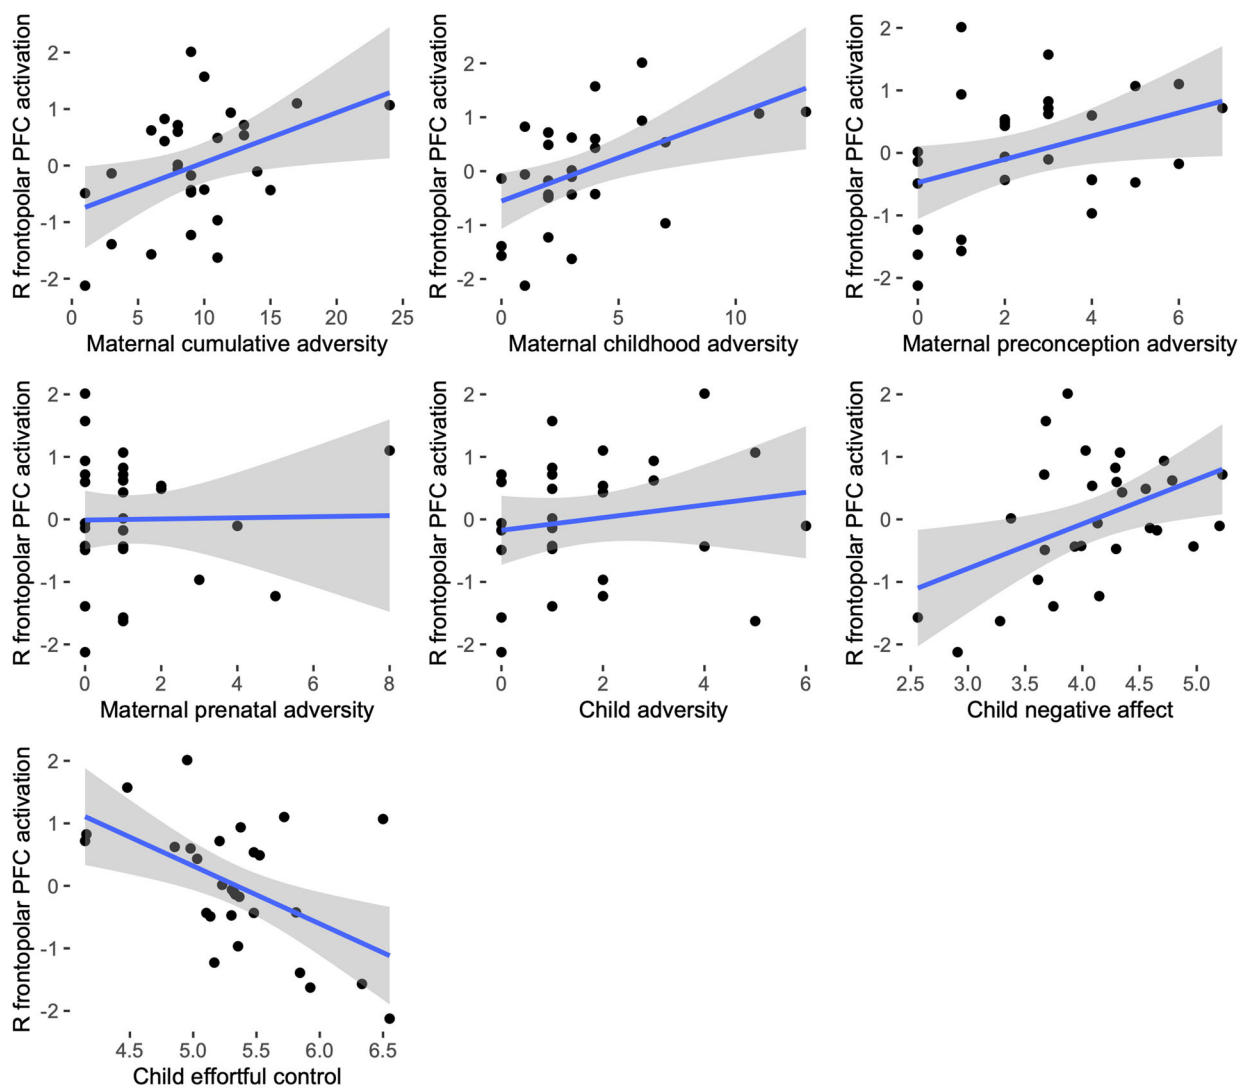 R frontopolar PFC activation
2
1
0
-1
-2
0 5 10 15 20 25
Maternal cumulative adversity
R frontopolar PFC activation
2
1
0
-1
-2
0 5 10
Maternal childhood adversity
R frontopolar PFC activation
2
1
0
-1
-2
0 2 4 6
Maternal preconception adversity
R frontopolar PFC activation
2
1
0
-1
-2
0 2 4 6 8
Maternal prenatal adversity
R frontopolar PFC activation
2
1
0
-1
-2
0 2 4 6
Child adversity
R frontopolar PFC activation
2
1
0
-1
-2
2.5 3.0 3.5 4.0 4.5 5.0
Child negative affect
R frontopolar PFC activation
2
1
0
-1
-2
4.5 5.0 5.5 6.0 6.5
Child effortful control